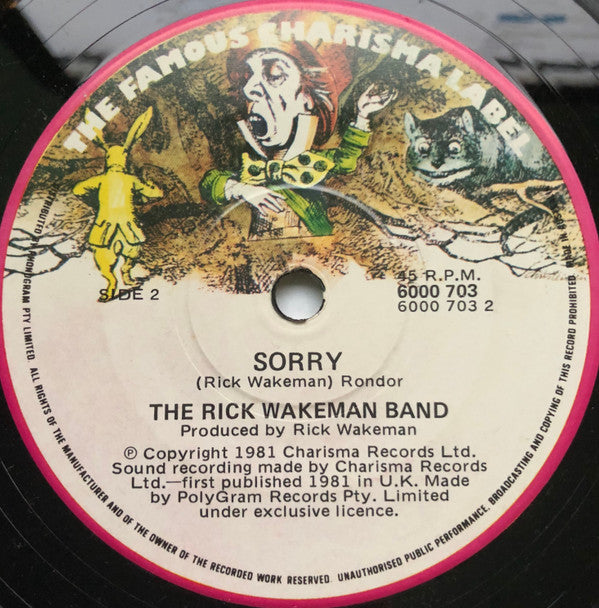 THE FAMOUS CHARISMA LABEL
SIDE 2
45 R.P.M.
6000 703
6000 703 2
SORRY
(Rick Wakeman) Rondor
THE RICK WAKEMAN BAND
Produced by Rick Wakeman
Ⓟ Copyright 1981 Charisma Records Ltd.
Sound recording made by Charisma Records
Ltd.—first published 1981 in U.K. Made
by PolyGram Records Pty. Limited
under exclusive licence.
PHONOGRAM PTY LIMITED. ALL RIGHTS OF THE MANUFACTURER AND OF THE OWNER OF THE RECORDED WORK RESERVED. UNAUTHORISED PUBLIC PERFORMANCE, BROADCASTING AND COPYING OF THIS RECORD PROHIBITED